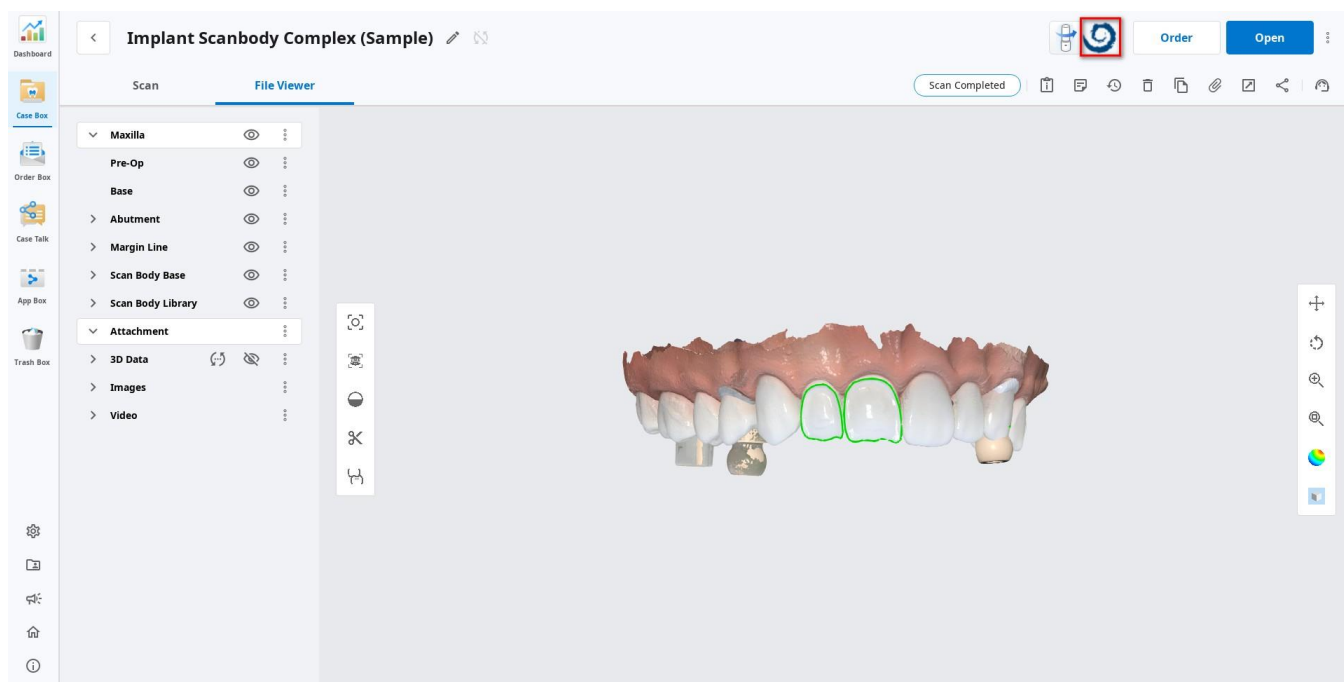 Dashboard
Case Box
Order Box
Case Talk
App Box
Trash Box
Implant Scanbody Complex (Sample)
Order
Open
Scan
File Viewer
Scan Completed
Maxilla
Pre-Op
Base
Abutment
Margin Line
Scan Body Base
Scan Body Library
Attachment
3D Data
Images
Video